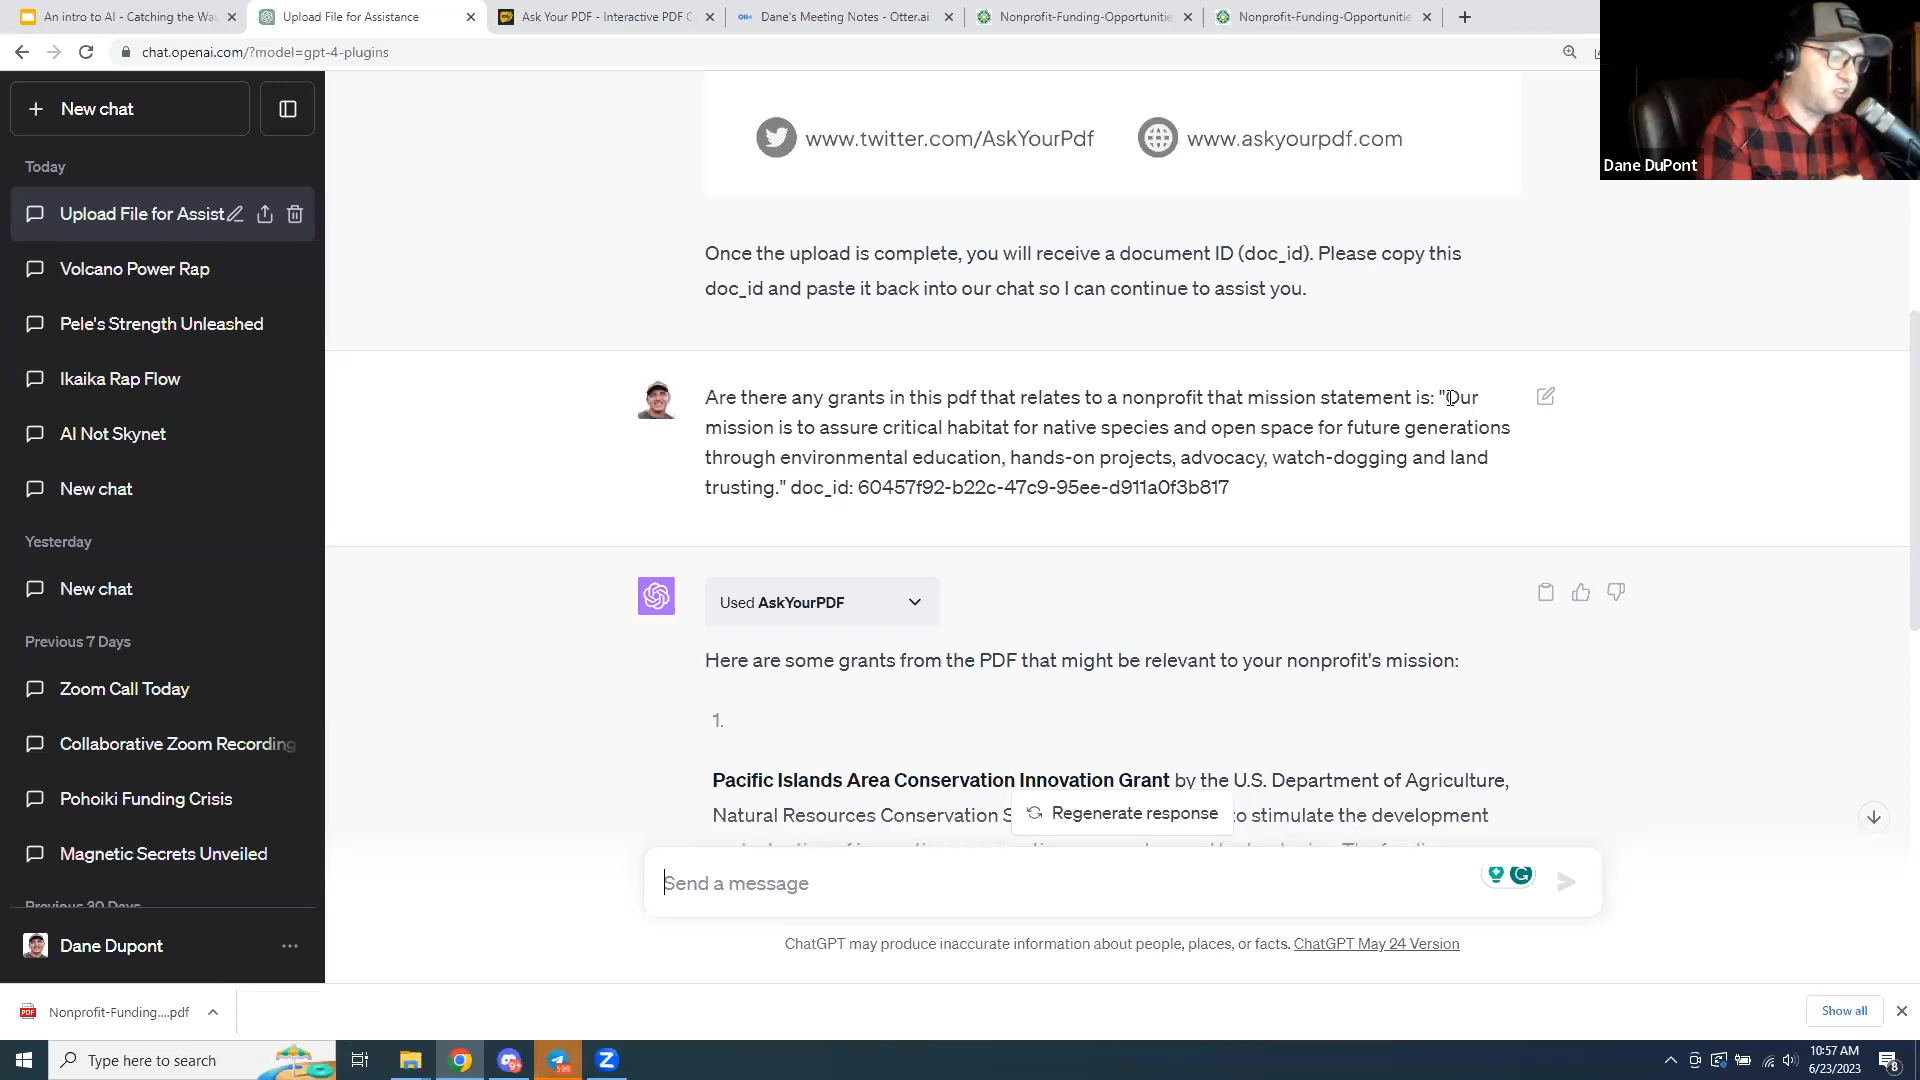 An intro to AI - Catching the Wa
Upload File for Assistance
Ask Your PDF - Interactive PDF C
Dane's Meeting Notes - Otter.ai
Nonprofit-Funding-Opportunitie
Nonprofit-Funding-Opportunitie
chat.openai.com/?model=gpt-4-plugins
New chat
Today
Upload File for Assist
Volcano Power Rap
Pele's Strength Unleashed
Ikaika Rap Flow
AI Not Skynet
New chat
Yesterday
New chat
Previous 7 Days
Zoom Call Today
Collaborative Zoom Recording
Pohoiki Funding Crisis
Magnetic Secrets Unveiled
Previous 30 Days
Dane Dupont
www.twitter.com/AskYourPdf
www.askyourpdf.com
Dane DuPont
Once the upload is complete, you will receive a document ID (doc_id). Please copy this
doc_id and paste it back into our chat so I can continue to assist you.
Are there any grants in this pdf that relates to a nonprofit that mission statement is: "Our
mission is to assure critical habitat for native species and open space for future generations
through environmental education, hands-on projects, advocacy, watch-dogging and land
trusting." doc_id: 60457f92-b22c-47c9-95ee-d911a0f3b817
Used AskYourPDF
Here are some grants from the PDF that might be relevant to your nonprofit's mission:
1.
Pacific Islands Area Conservation Innovation Grant by the U.S. Department of Agriculture,
Natural Resources Conservation S
to stimulate the development
Regenerate response
Send a message
ChatGPT may produce inaccurate information about people, places, or facts. ChatGPT May 24 Version
Nonprofit-Funding....pdf
Show all
Type here to search
10:57 AM
6/23/2023
8